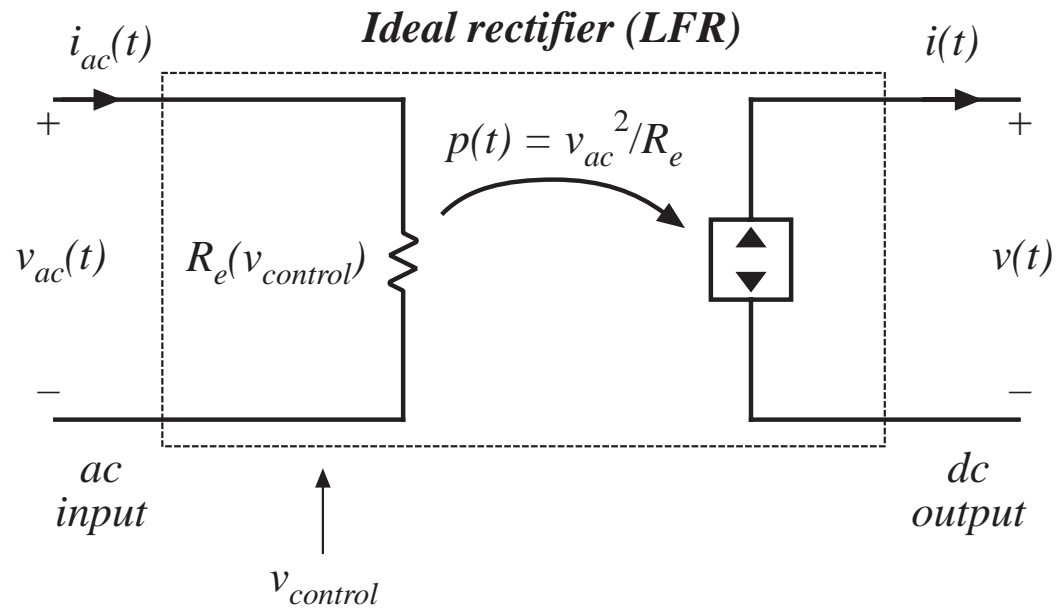 Ideal rectifier (LFR)
i_ac(t)
i(t)
+
+
p(t) = v_ac^2/R_e
v_ac(t)
R_e(v_control)
v(t)
–
–
ac
input
dc
output
v_control